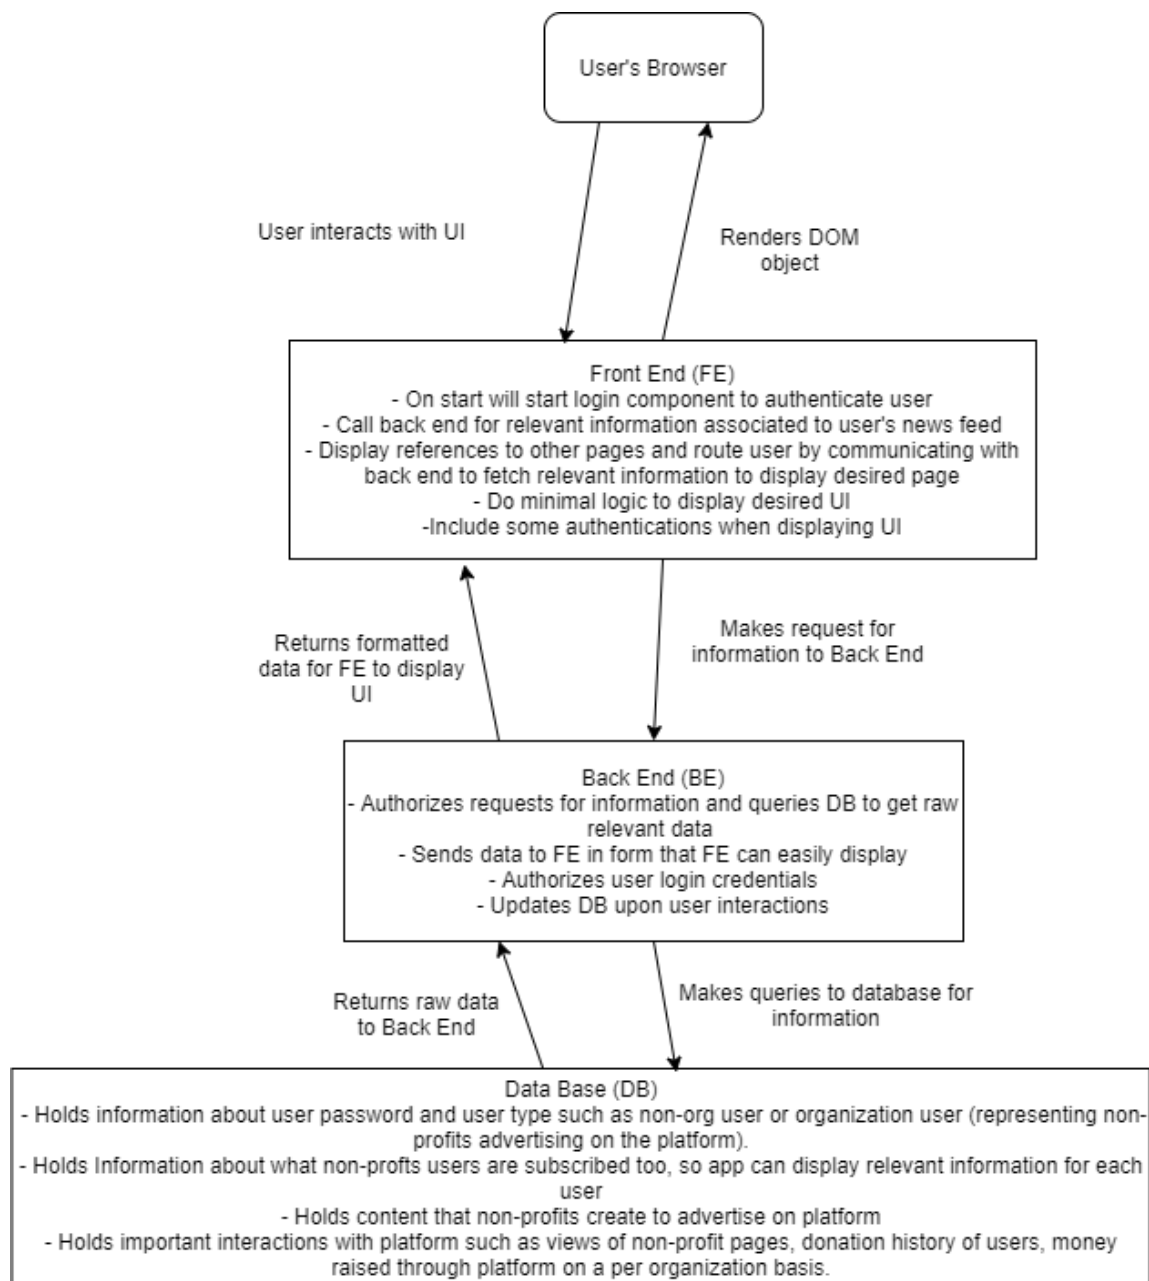 User's Browser
User interacts with UI
Renders DOM
object
Front End (FE)
- On start will start login component to authenticate user
- Call back end for relevant information associated to user's news feed
- Display references to other pages and route user by communicating with
back end to fetch relevant information to display desired page
- Do minimal logic to display desired UI
-Include some authentications when displaying UI
Returns formatted
data for FE to display
UI
Makes request for
information to Back End
Back End (BE)
- Authorizes requests for information and queries DB to get raw
relevant data
- Sends data to FE in form that FE can easily display
- Authorizes user login credentials
- Updates DB upon user interactions
Returns raw data
to Back End
Makes queries to database for
information
Data Base (DB)
- Holds information about user password and user type such as non-org user or organization user (representing non-
profits advertising on the platform).
- Holds Information about what non-profts users are subscribed too, so app can display relevant information for each
user
- Holds content that non-profits create to advertise on platform
- Holds important interactions with platform such as views of non-profit pages, donation history of users, money
raised through platform on a per organization basis.